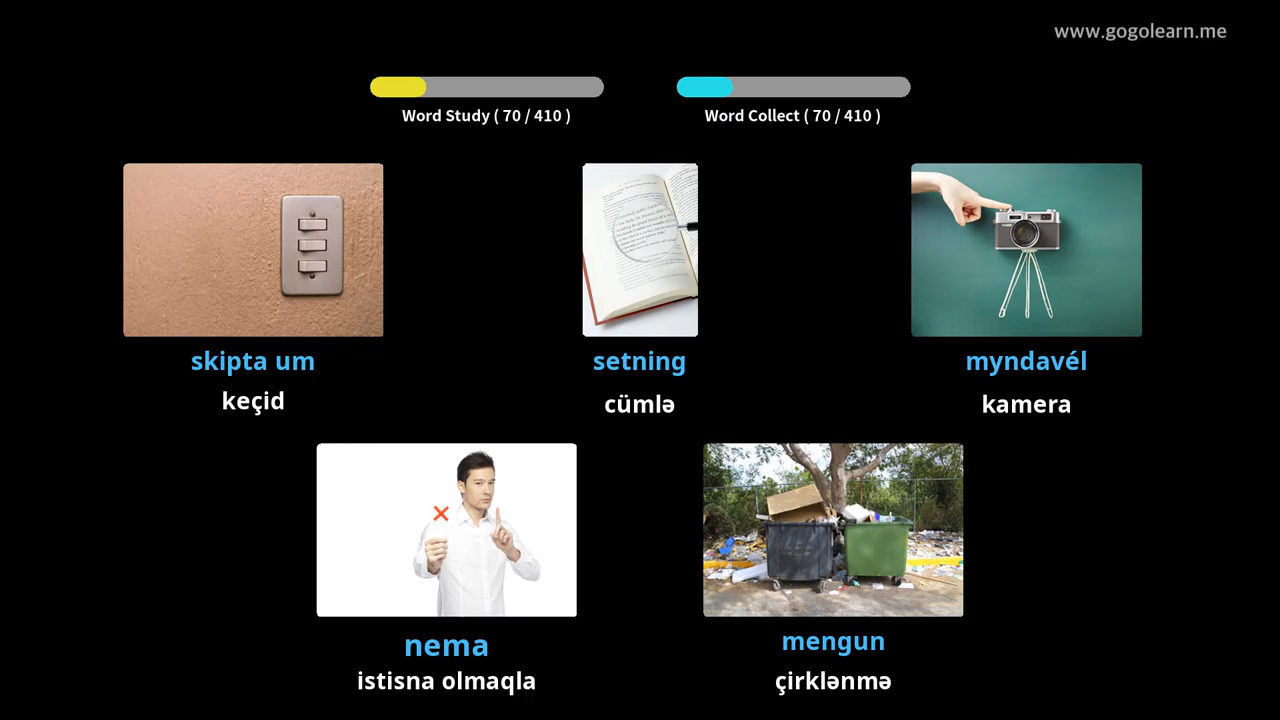 www.gogolearn.me
Word Study ( 70 / 410 )
Word Collect ( 70 / 410 )
skipta um
keçid
setning
cümlə
myndavél
kamera
nema
istisna olmaqla
mengun
çirklənmə